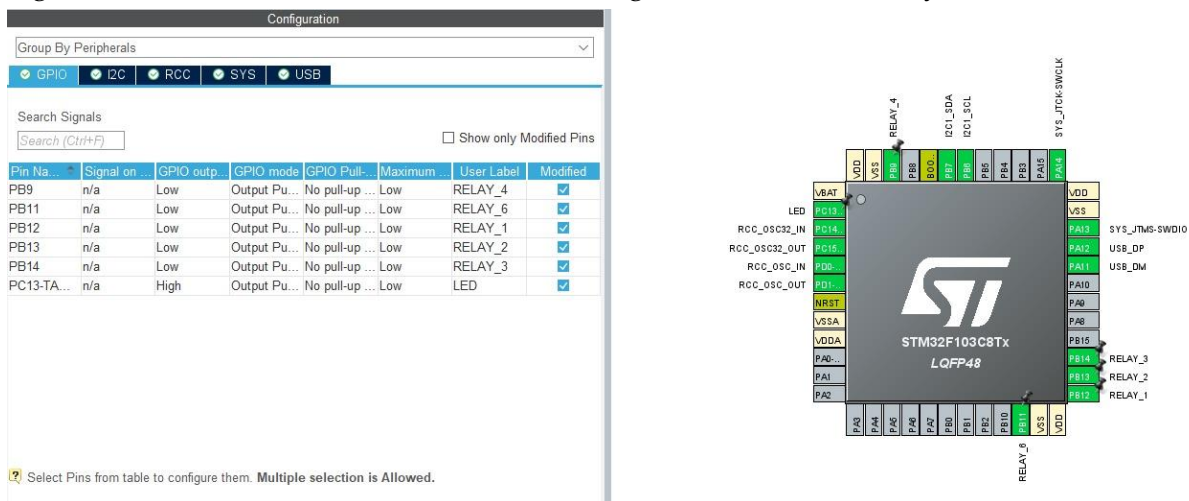 Configuration
Group By Peripherals
GPIO I2C RCC SYS USB
Search Signals
Search (Ctrl+F) Show only Modified Pins
Pin Na... Signal on ... GPIO outp... GPIO mode GPIO Pull-... Maximum ... User Label Modified
PB9 n/a Low Output Pu... No pull-up ... Low RELAY_4
PB11 n/a Low Output Pu... No pull-up ... Low RELAY_6
PB12 n/a Low Output Pu... No pull-up ... Low RELAY_1
PB13 n/a Low Output Pu... No pull-up ... Low RELAY_2
PB14 n/a Low Output Pu... No pull-up ... Low RELAY_3
PC13-TA... n/a High Output Pu... No pull-up ... Low LED
Select Pins from table to configure them. Multiple selection is Allowed.
RELAY_4 I2C1_SDA I2C1_SCL SYS_JTCK-SWCLK
VDD VSS PB9 PB8 BOO.. PB7 PB6 PB5 PB4 PB3 PA15 PA14
VBAT VDD
LED PC13.. VSS
RCC_OSC32_IN PC14.. PA13 SYS_JTMS-SWDIO
RCC_OSC32_OUT PC15.. PA12 USB_DP
RCC_OSC_IN PD0-.. PA11 USB_DM
RCC_OSC_OUT PD1-.. PA10
NRST PA9
VSSA PA8
VDDA PB15
PA0-.. PB14 RELAY_3
PA1 PB13 RELAY_2
PA2 PB12 RELAY_1
STM32F103C8Tx
LQFP48
PA3 PA4 PA5 PA6 PA7 PB0 PB1 PB2 PB10 PB11 VSS VDD
RELAY_6